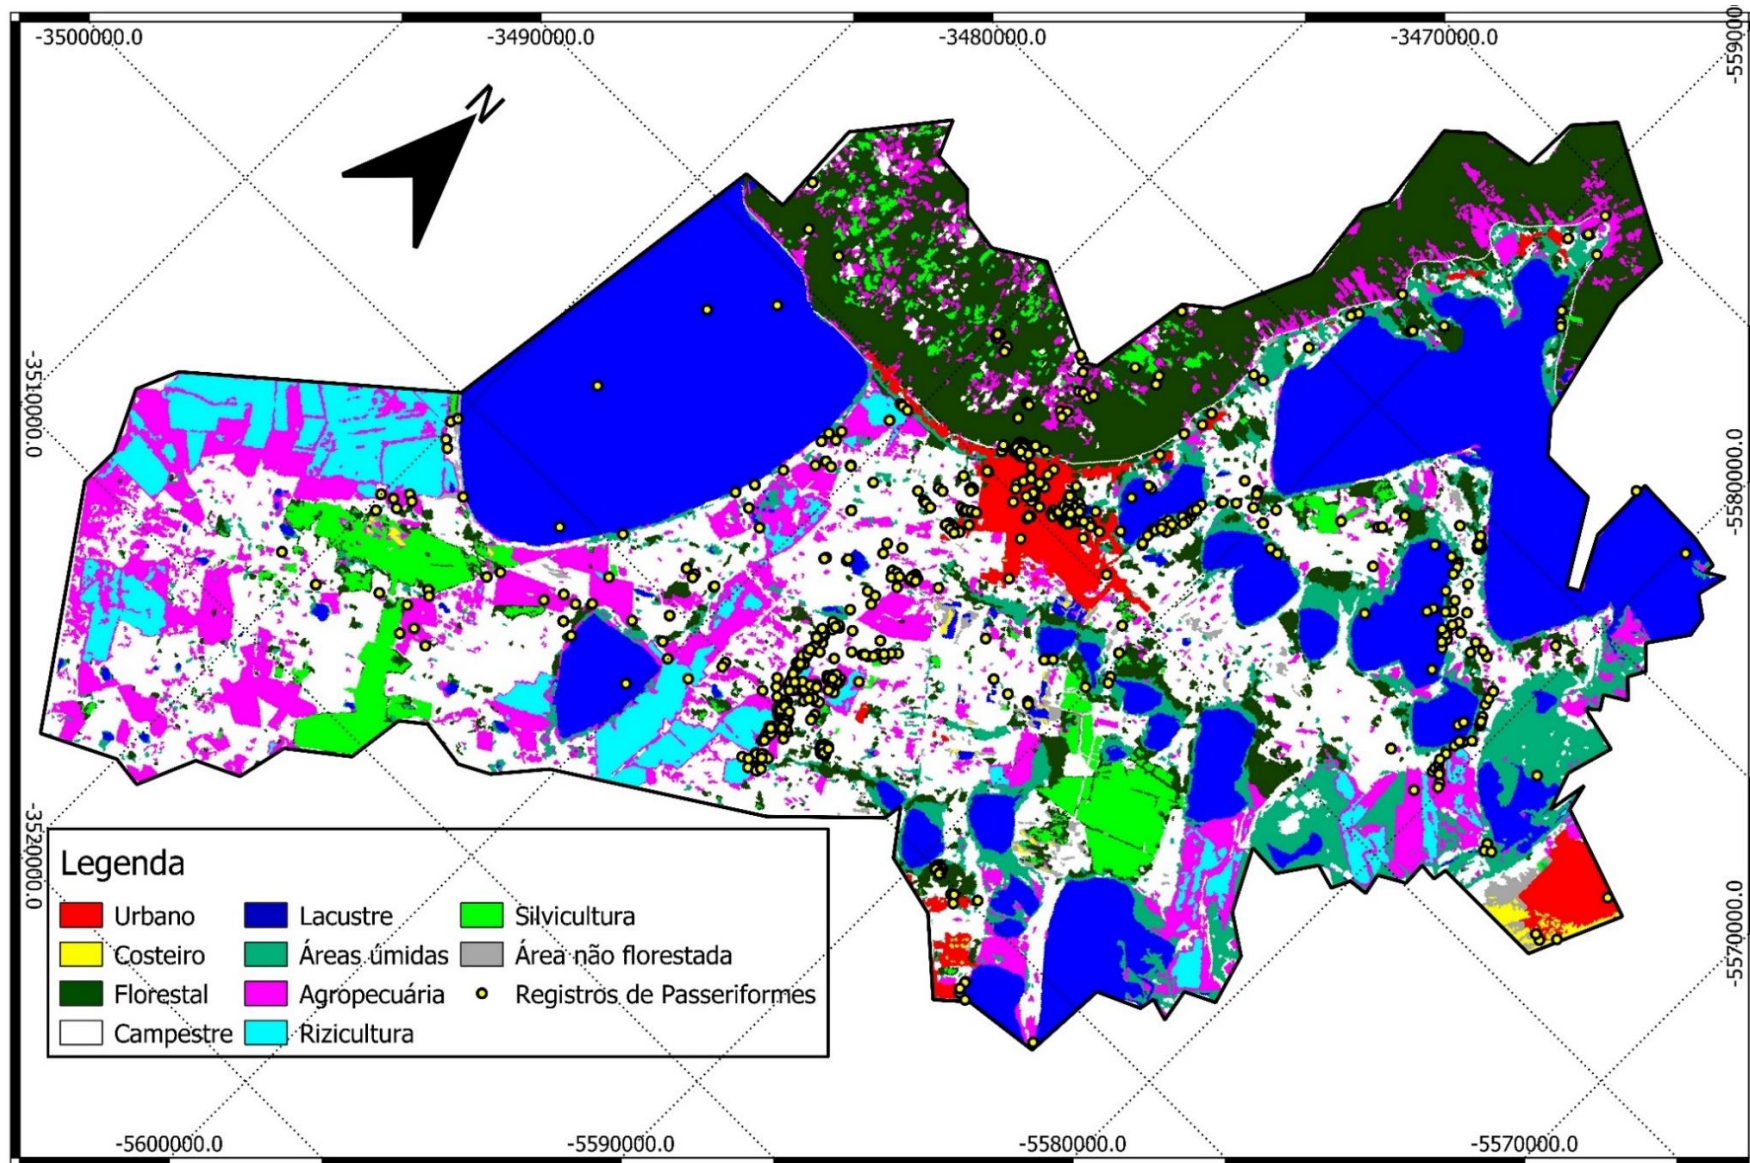 -3500000.0 -3490000.0 -3480000.0 -3470000.0
-5590000
N
-3510000.0
-5580000.0
-3520000.0
-5570000.0
Legenda
Urbano Lacustre Silvicultura
Costeiro Áreas úmidas Área não florestada
Florestal Agropecuária Registros de Passeriformes
Campestre Rizicultura
-5600000.0 -5590000.0 -5580000.0 -5570000.0